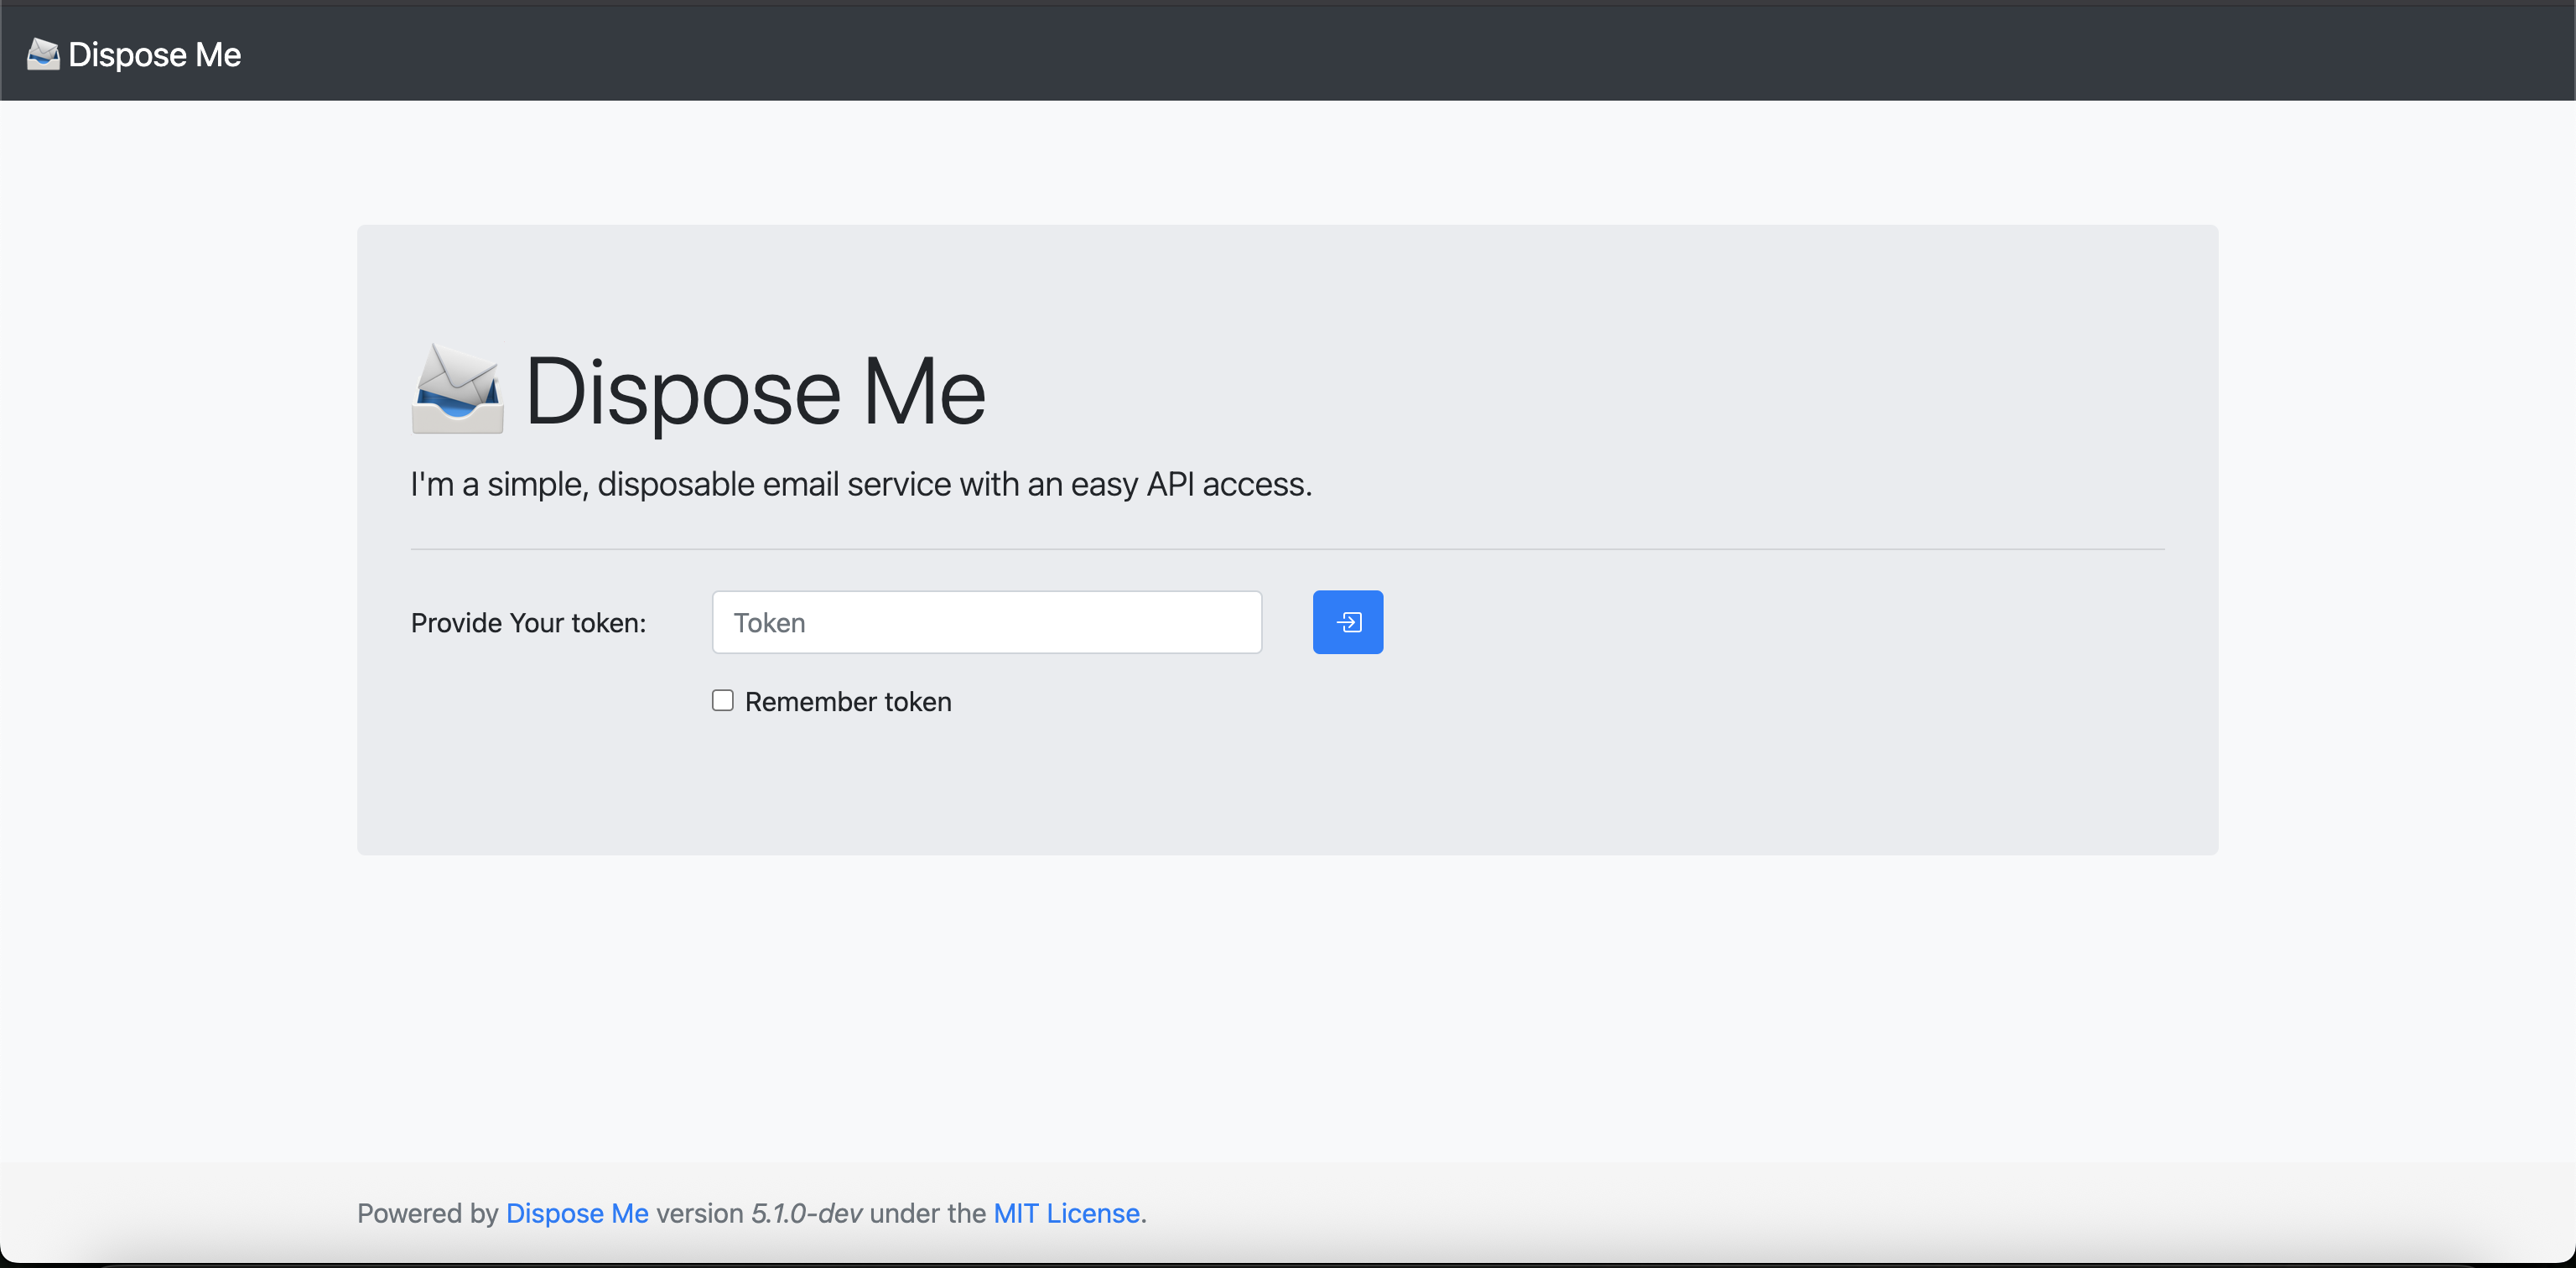 Dispose Me
Dispose Me
I'm a simple, disposable email service with an easy API access.
Provide Your token:
Token
Remember token
Powered by Dispose Me version 5.1.0-dev under the MIT License.